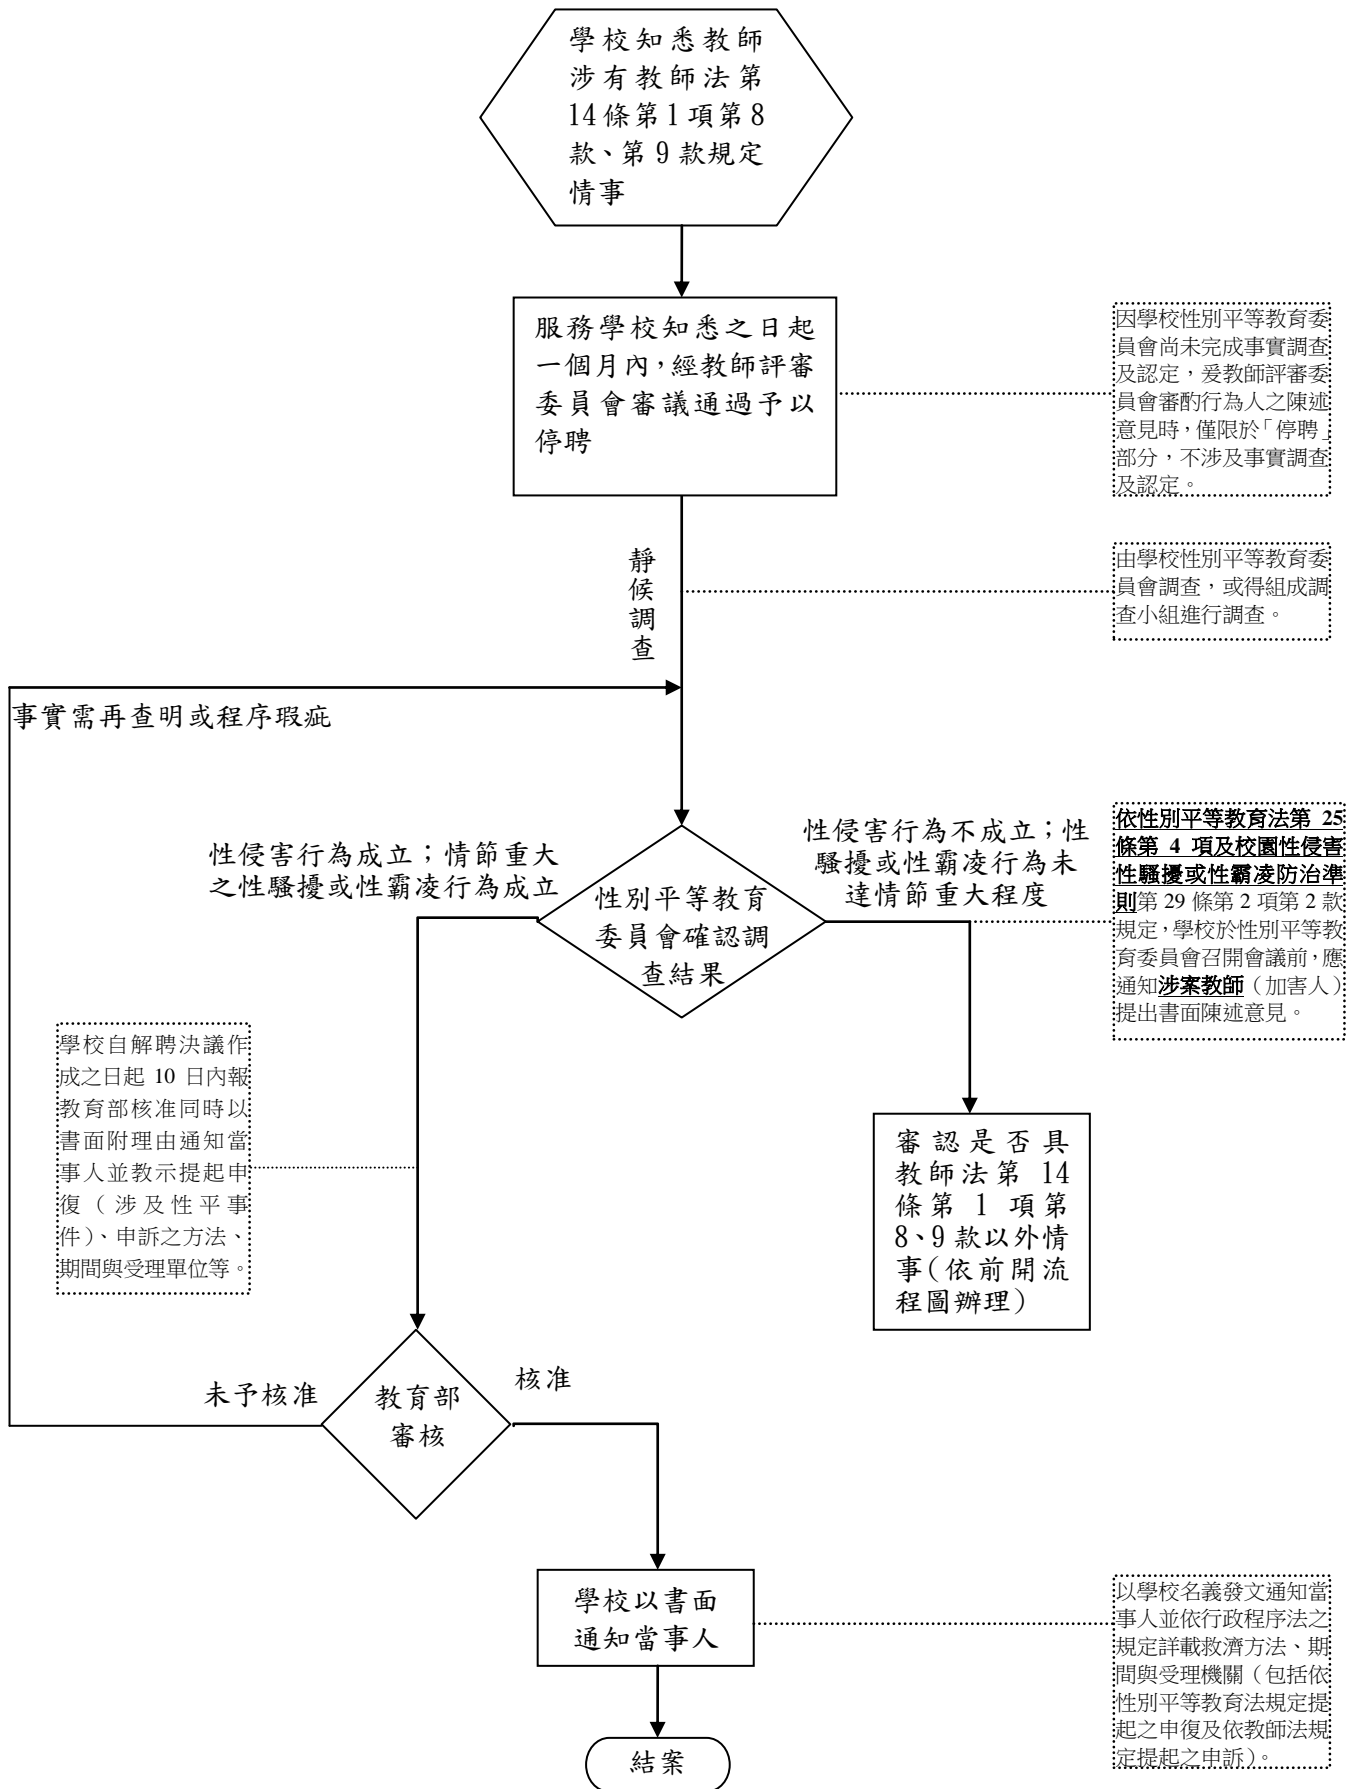 學校知悉教師
涉有教師法第
14條第1項第8
款、第9款規定
情事
服務學校知悉之日起
一個月內，經教師評審
委員會審議通過予以
停聘
因學校性別平等教育委
員會尚未完成事實調查
及認定，爰教師評審委
員會審酌行為人之陳述
意見時，僅限於「停聘」
部分，不涉及事實調查
及認定。
靜
候
調
查
由學校性別平等教育委
員會調查，或得組成調
查小組進行調查。
事實需再查明或程序瑕疵
性侵害行為成立；情節重大
之性騷擾或性霸凌行為成立
性別平等教育
委員會確認調
查結果
性侵害行為不成立；性
騷擾或性霸凌行為未
達情節重大程度
依性別平等教育法第 25
條第 4 項及校園性侵害
性騷擾或性霸凌防治準
則第 29 條第 2 項第 2 款
規定，學校於性別平等教
育委員會召開會議前，應
通知涉案教師（加害人）
提出書面陳述意見。
學校自解聘決議作
成之日起 10 日內報
教育部核准同時以
書面附理由通知當
事人並教示提起申
復（涉及性平事
件）、申訴之方法、
期間與受理單位等。
審認是否具
教師法第 14
條第 1 項第
8、9款以外情
事（依前開流
程圖辦理）
未予核准
教育部
審核
核准
學校以書面
通知當事人
以學校名義發文通知當
事人並依行政程序法之
規定詳載救濟方法、期
間與受理機關（包括依
性別平等教育法規定提
起之申復及依教師法規
定提起之申訴）。
結案